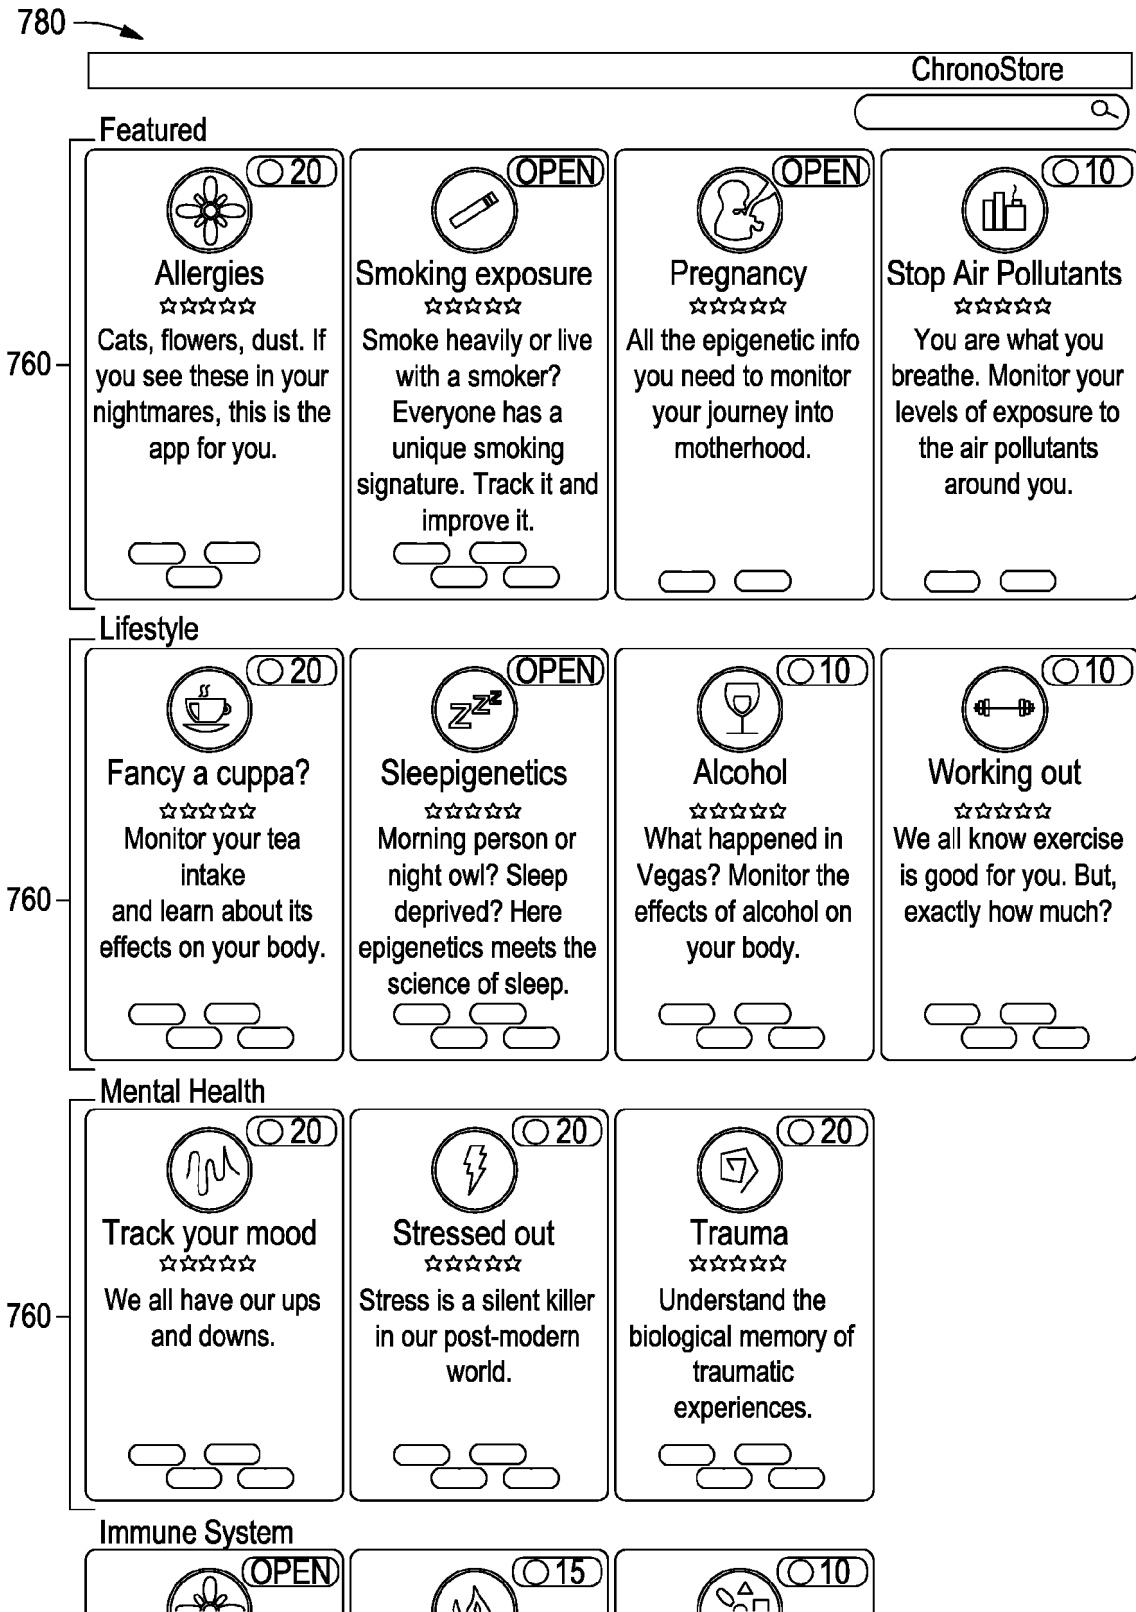 780
ChronoStore
Featured
760
20
Allergies
Cats, flowers, dust. If
you see these in your
nightmares, this is the
app for you.
OPEN
Smoking exposure
Smoke heavily or live
with a smoker?
Everyone has a
unique smoking
signature. Track it and
improve it.
OPEN
Pregnancy
All the epigenetic info
you need to monitor
your journey into
motherhood.
10
Stop Air Pollutants
You are what you
breathe. Monitor your
levels of exposure to
the air pollutants
around you.
Lifestyle
760
20
Fancy a cuppa?
Monitor your tea
intake
and learn about its
effects on your body.
OPEN
zzz
Sleepigenetics
Morning person or
night owl? Sleep
deprived? Here
epigenetics meets the
science of sleep.
10
Alcohol
What happened in
Vegas? Monitor the
effects of alcohol on
your body.
10
Working out
We all know exercise
is good for you. But,
exactly how much?
Mental Health
760
20
Track your mood
We all have our ups
and downs.
20
Stressed out
Stress is a silent killer
in our post-modern
world.
20
Trauma
Understand the
biological memory of
traumatic
experiences.
Immune System
OPEN
15
10